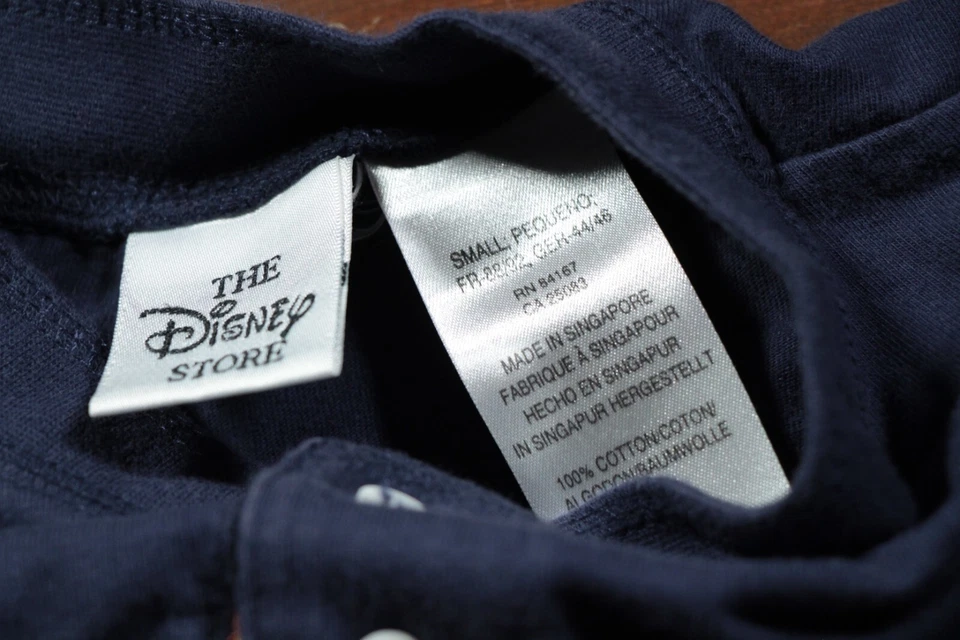 THE
DISNEY
STORE
SMALL, PEQUENO;
FR-88/92, GER-44/46
RN 84167
CA 25083
MADE IN SINGAPORE
FABRIQUE À SINGAPOUR
HECHO EN SINGAPUR
IN SINGAPUR HERGESTELLT
100% COTTON/COTON/
ALGODON/BAUMWOLLE